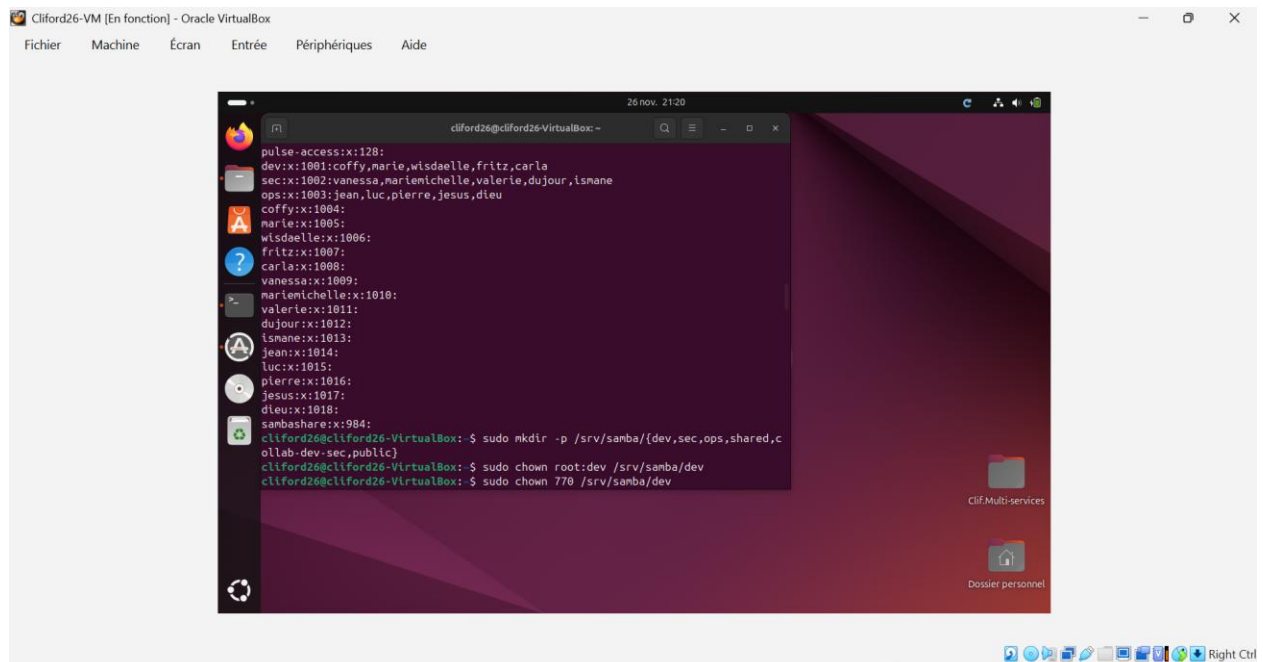 Cliford26-VM [En fonction] - Oracle VirtualBox
Fichier Machine Écran Entrée Périphériques Aide
26 nov. 21:20
cliford26@cliford26-VirtualBox: ~
pulse-access:x:128:
dev:x:1001:coffy,marie,wisdaelle,fritz,carla
sec:x:1002:vanessa,mariemichelle,valerie,dujour,ismane
ops:x:1003:jean,luc,pierre,jesus,dieu
coffy:x:1004:
marie:x:1005:
wisdaelle:x:1006:
fritz:x:1007:
carla:x:1008:
vanessa:x:1009:
mariemichelle:x:1010:
valerie:x:1011:
dujour:x:1012:
ismane:x:1013:
jean:x:1014:
luc:x:1015:
pierre:x:1016:
jesus:x:1017:
dieu:x:1018:
sambashare:x:984:
cliford26@cliford26-VirtualBox:~$ sudo mkdir -p /srv/samba/{dev,sec,ops,shared,c
ollab-dev-sec,public}
cliford26@cliford26-VirtualBox:~$ sudo chown root:dev /srv/samba/dev
cliford26@cliford26-VirtualBox:~$ sudo chown 770 /srv/samba/dev
Clif.Multi-services
Dossier personnel
Right Ctrl